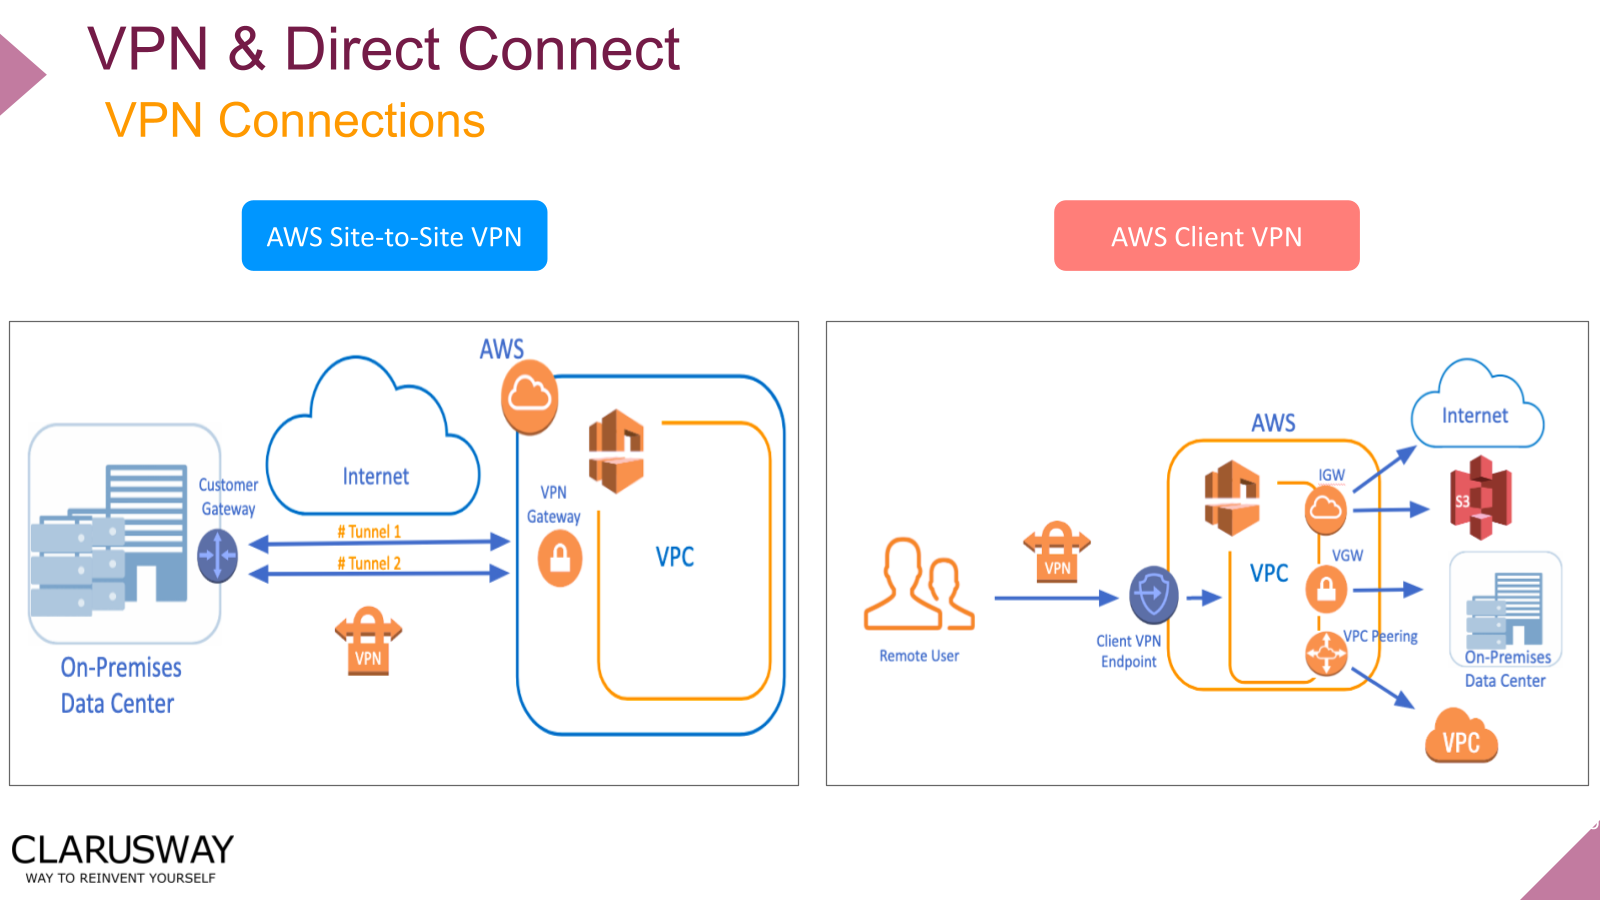 VPN & Direct Connect
VPN Connections
AWS Site-to-Site VPN
AWS
Internet
Customer
Gateway
VPN
Gateway
# Tunnel 1
# Tunnel 2
VPC
VPN
On-Premises
Data Center
AWS Client VPN
Internet
AWS
IGW
S3
VGW
VPC
VPN
VPC Peering
Client VPN
Endpoint
Remote User
On-Premises
Data Center
VPC
CLARUSWAY
WAY TO REINVENT YOURSELF